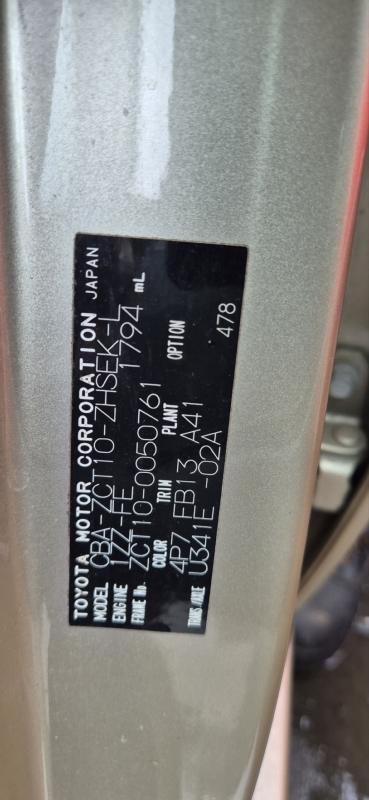 TOYOTA MOTOR CORPORATION JAPAN
MODEL CBA-ZCT10-ZHSEK-L
ENGINE 1ZZ-FE 1794 mL
FRAME No. ZCT10-0050761
COLOR TRIM PLANT OPTION
4P7 FB13 A41
TRANS/AXLE U341E -02A 478